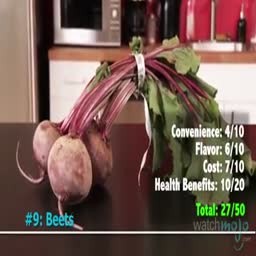 Convenience: 4/10
Flavor: 6/10
Cost: 7/10
Health Benefits: 10/20
Total: 27/50
#9: Beets
watchmojo